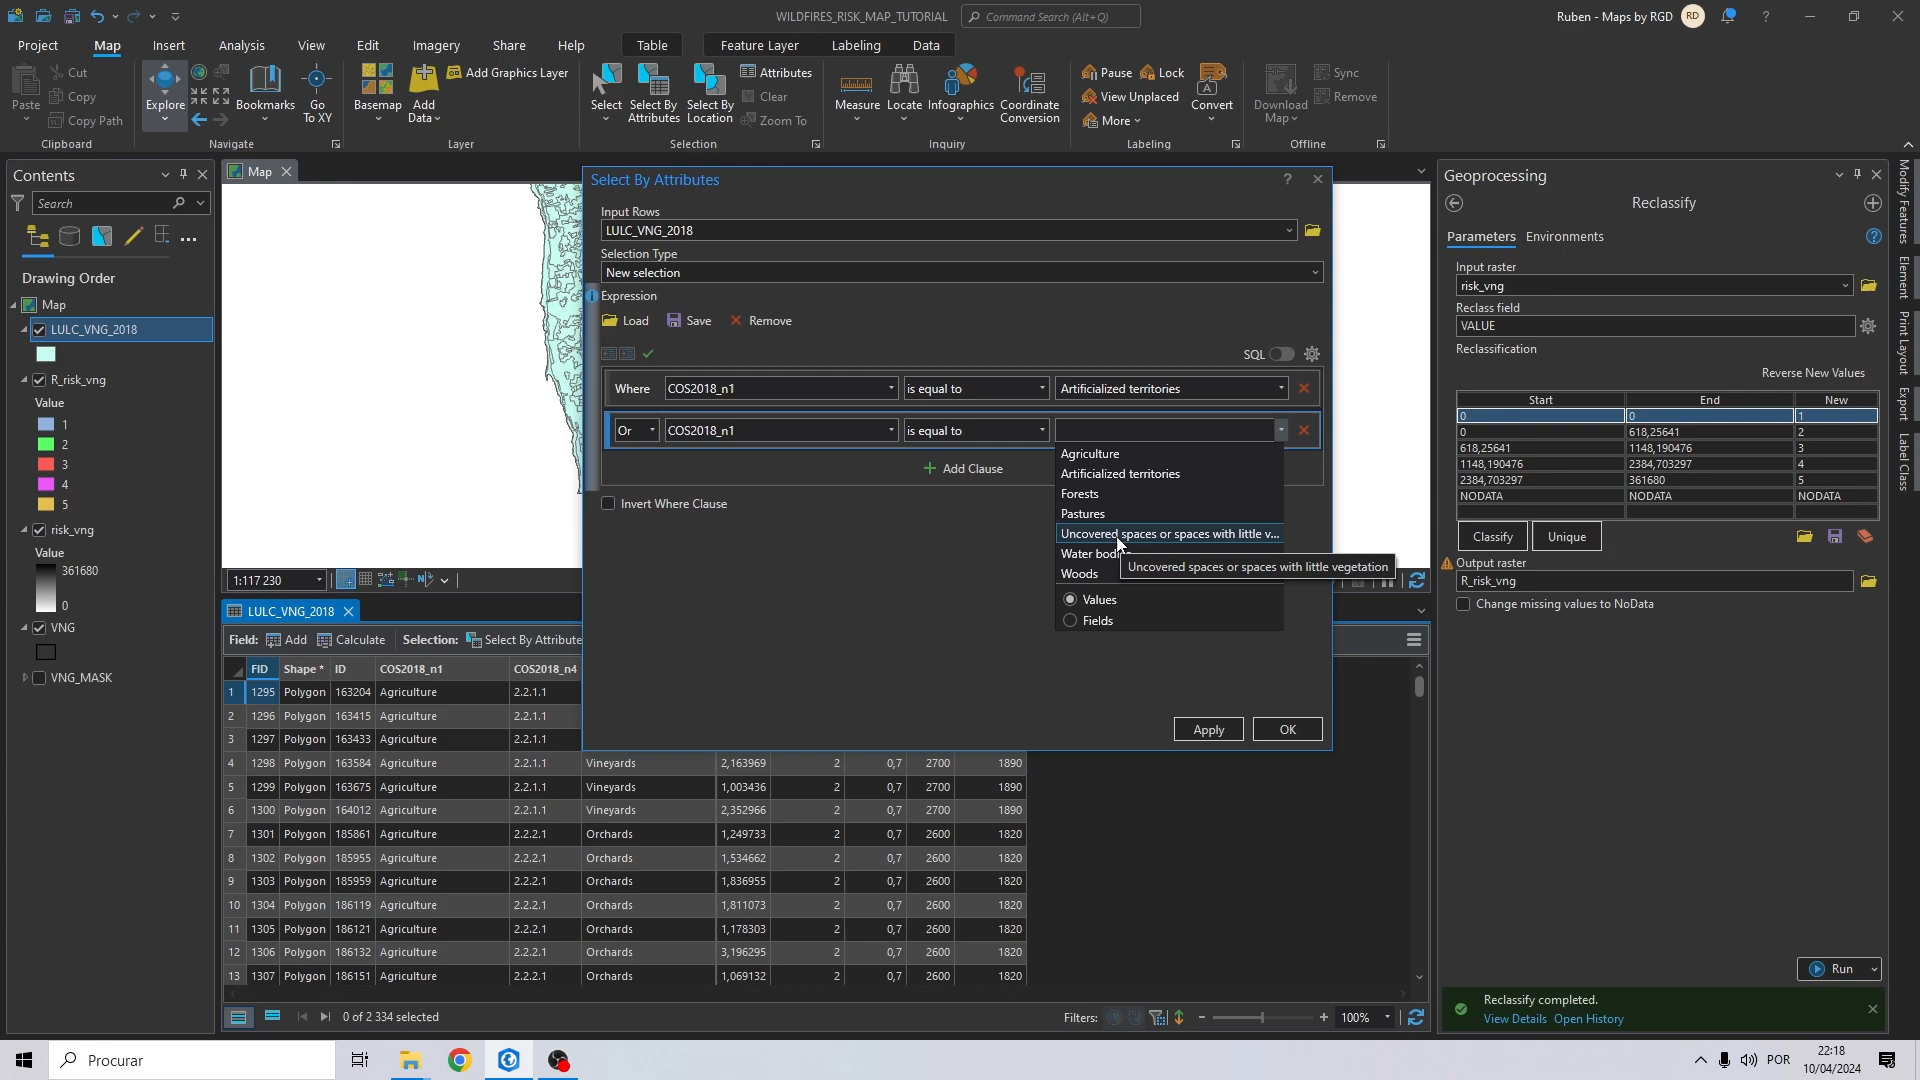 WILDFIRES_RISK_MAP_TUTORIAL
Command Search (Alt+Q)
Ruben - Maps by RGD
RD
?
Project
Map
Insert
Analysis
View
Edit
Imagery
Share
Help
Table
Feature Layer
Labeling
Data
Paste
Cut
Copy
Copy Path
Clipboard
Explore
Bookmarks
Go To XY
Navigate
Basemap
Add Data
Add Graphics Layer
Layer
Select
Select By Attributes
Select By Location
Attributes
Clear
Zoom To
Selection
Measure
Locate
Infographics
Coordinate Conversion
Inquiry
Pause
Lock
View Unplaced
More
Convert
Labeling
Download Map
Sync
Remove
Offline
Contents
Search
Drawing Order
Map
LULC_VNG_2018
R_risk_vng
Value
1
2
3
4
5
risk_vng
Value
361680
0
VNG
VNG_MASK
Map
Select By Attributes
?
Input Rows
LULC_VNG_2018
Selection Type
New selection
Expression
Load
Save
Remove
SQL
Where COS2018_n1 is equal to Artificialized territories
Or COS2018_n1 is equal to
Add Clause
Agriculture
Artificialized territories
Forests
Pastures
Uncovered spaces or spaces with little v...
Water bod
Woods
Uncovered spaces or spaces with little vegetation
Values
Fields
Invert Where Clause
Apply
OK
1:117 230
LULC_VNG_2018
Field: Add Calculate Selection: Select By Attribute
FID Shape * ID COS2018_n1 COS2018_n4
1 1295 Polygon 163204 Agriculture 2.2.1.1
2 1296 Polygon 163415 Agriculture 2.2.1.1
3 1297 Polygon 163433 Agriculture 2.2.1.1
4 1298 Polygon 163584 Agriculture 2.2.1.1 Vineyards 2,163969 2 0,7 2700 1890
5 1299 Polygon 163675 Agriculture 2.2.1.1 Vineyards 1,003436 2 0,7 2700 1890
6 1300 Polygon 164012 Agriculture 2.2.1.1 Vineyards 2,352966 2 0,7 2700 1890
7 1301 Polygon 185861 Agriculture 2.2.2.1 Orchards 1,249733 2 0,7 2600 1820
8 1302 Polygon 185955 Agriculture 2.2.2.1 Orchards 1,534662 2 0,7 2600 1820
9 1303 Polygon 185959 Agriculture 2.2.2.1 Orchards 1,836955 2 0,7 2600 1820
10 1304 Polygon 186119 Agriculture 2.2.2.1 Orchards 1,811073 2 0,7 2600 1820
11 1305 Polygon 186121 Agriculture 2.2.2.1 Orchards 1,178303 2 0,7 2600 1820
12 1306 Polygon 186132 Agriculture 2.2.2.1 Orchards 3,196295 2 0,7 2600 1820
13 1307 Polygon 186151 Agriculture 2.2.2.1 Orchards 1,069132 2 0,7 2600 1820
0 of 2 334 selected
Filters:
100%
Geoprocessing
Reclassify
Parameters
Environments
Input raster
risk_vng
Reclass field
VALUE
Reclassification
Reverse New Values
Start End New
0 0 1
0 618,25641 2
618,25641 1148,190476 3
1148,190476 2384,703297 4
2384,703297 361680 5
NODATA NODATA NODATA
Classify
Unique
Output raster
R_risk_vng
Change missing values to NoData
Run
Reclassify completed.
View Details Open History
Modify Features
Element
Print Layout
Export
Label Class
Procurar
POR
22:18
10/04/2024